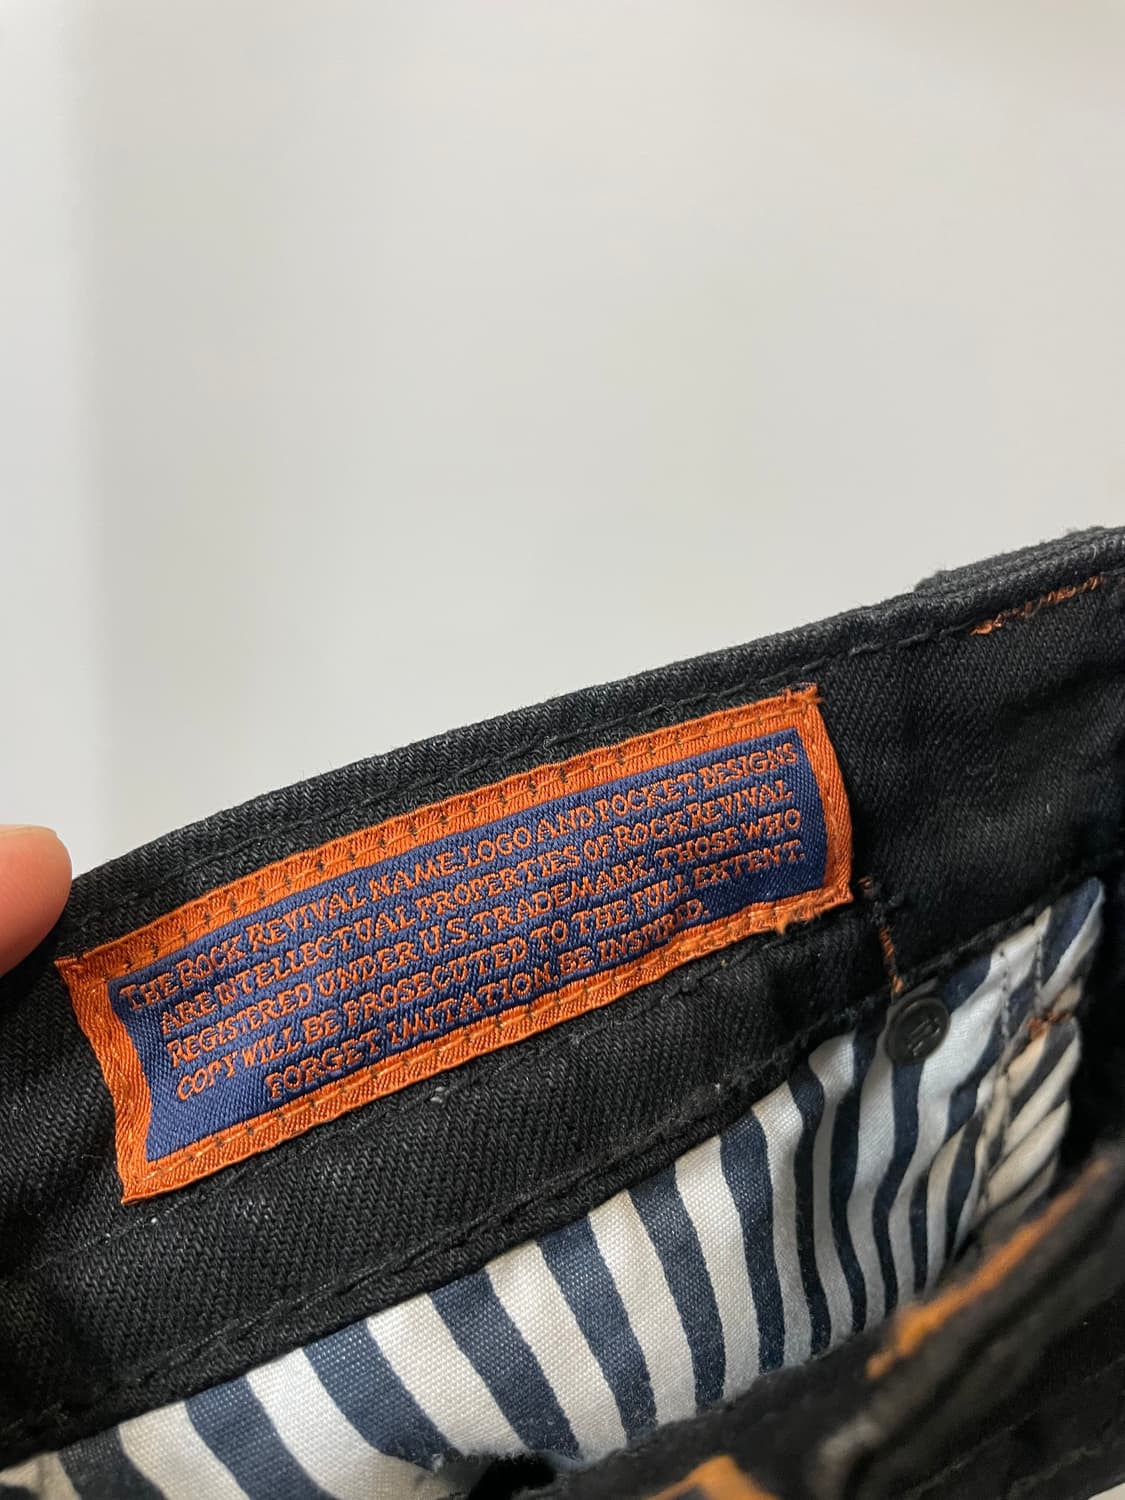 THE ROCK REVIVAL NAME, LOGO AND POCKET DESIGNS
ARE INTELLECTUAL PROPERTIES OF ROCK REVIVAL
REGISTERED UNDER U.S. TRADEMARK. THOSE WHO
COPY WILL BE PROSECUTED TO THE FULL EXTENT.
FORGET IMITATION, BE INSPIRED.